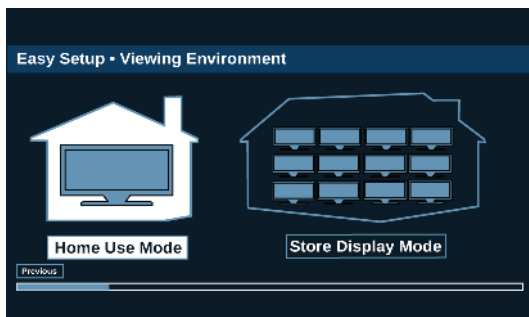 Easy Setup • Viewing Environment
Home Use Mode
Store Display Mode
Previous